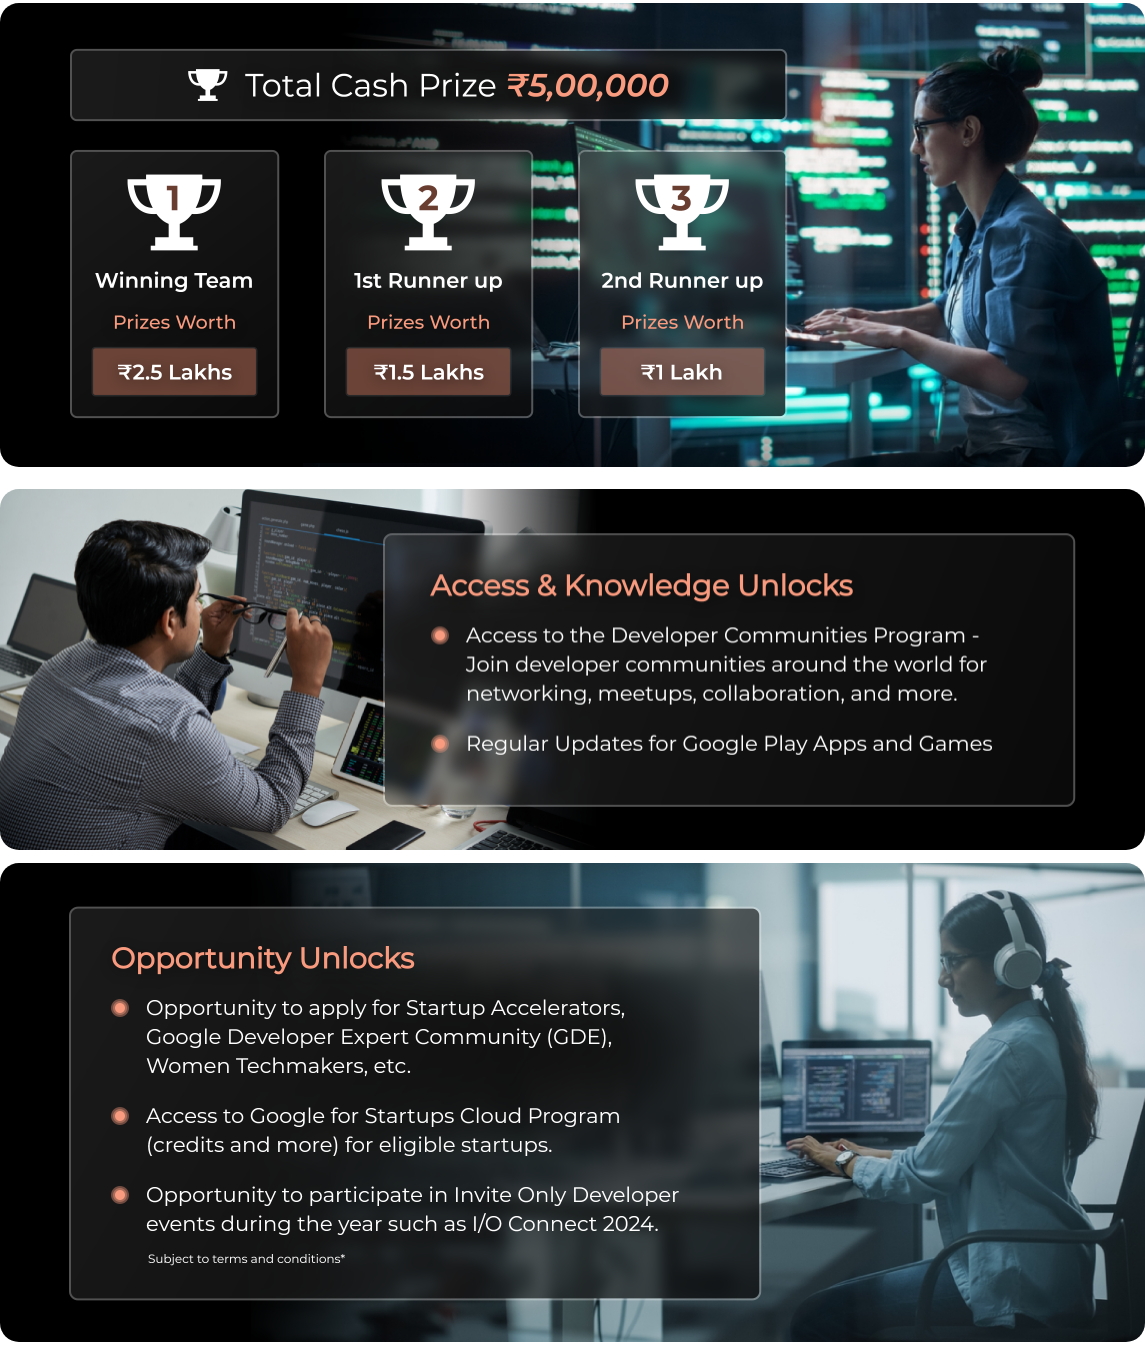 Total Cash Prize ₹5,00,000
1
Winning Team
Prizes Worth
₹2.5 Lakhs
2
1st Runner up
Prizes Worth
₹1.5 Lakhs
3
2nd Runner up
Prizes Worth
₹1 Lakh
Access & Knowledge Unlocks
Access to the Developer Communities Program -
Join developer communities around the world for
networking, meetups, collaboration, and more.
Regular Updates for Google Play Apps and Games
Opportunity Unlocks
Opportunity to apply for Startup Accelerators,
Google Developer Expert Community (GDE),
Women Techmakers, etc.
Access to Google for Startups Cloud Program
(credits and more) for eligible startups.
Opportunity to participate in Invite Only Developer
events during the year such as I/O Connect 2024.
Subject to terms and conditions*